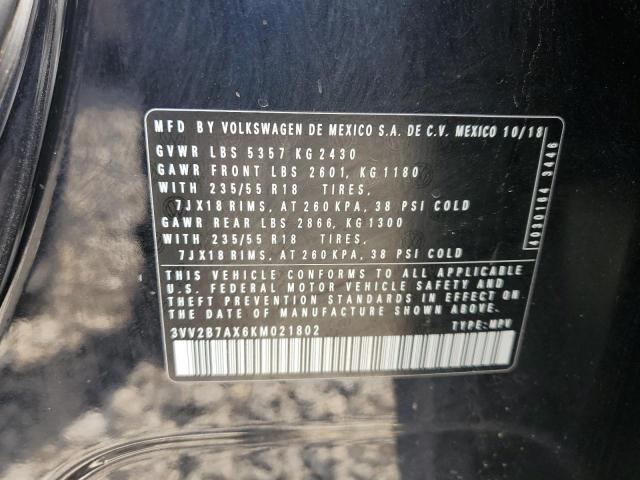 MFD BY VOLKSWAGEN DE MEXICO S.A. DE C.V. MEXICO 10/18
GVWR LBS 5357 KG 2430
GAWR FRONT LBS 2601, KG 1180
WITH 235/55 R18 TIRES,
7JX18 RIMS, AT 260 KPA, 38 PSI COLD
GAWR REAR LBS 2866, KG 1300
WITH 235/55 R18 TIRES,
7JX18 RIMS, AT 260 KPA, 38 PSI COLD
THIS VEHICLE CONFORMS TO ALL APPLICABLE
U.S. FEDERAL MOTOR VEHICLE SAFETY AND
THEFT PREVENTION STANDARDS IN EFFECT ON
THE DATE OF MANUFACTURE SHOWN ABOVE.
3VV2B7AX6KM021802 TYPE: MPV
4030164 3446